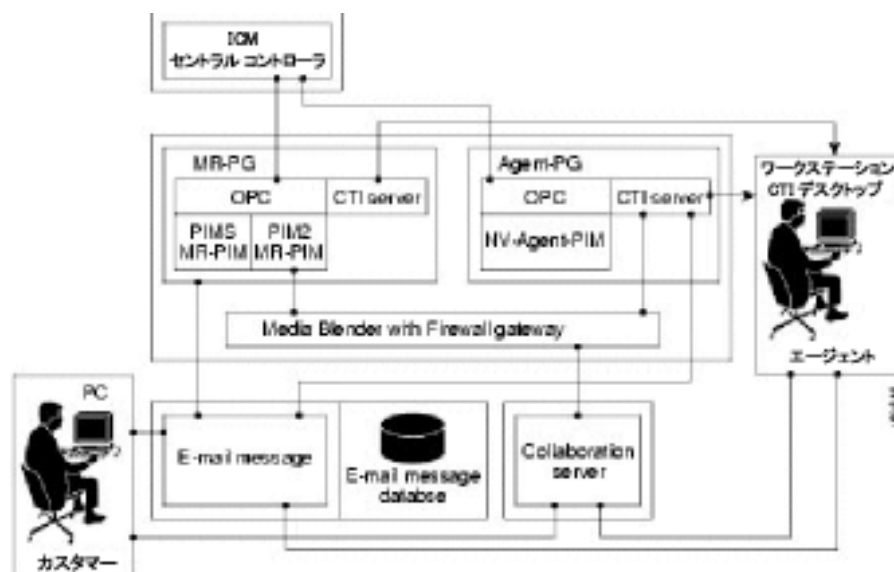 ICM
セントラル コントローラ
MR-PG
OPC
CTI server
PIM3
MR-PIM
PIM2
MR-PIM
Agent-PG
OPC
CTI server
NV-Agent-PIM
Media Blender with Firewall gateway
ワークステーション
CTI デスクトップ
エージェント
PC
カスタマー
E-mail message
E-mail message
databse
Collaboration
server